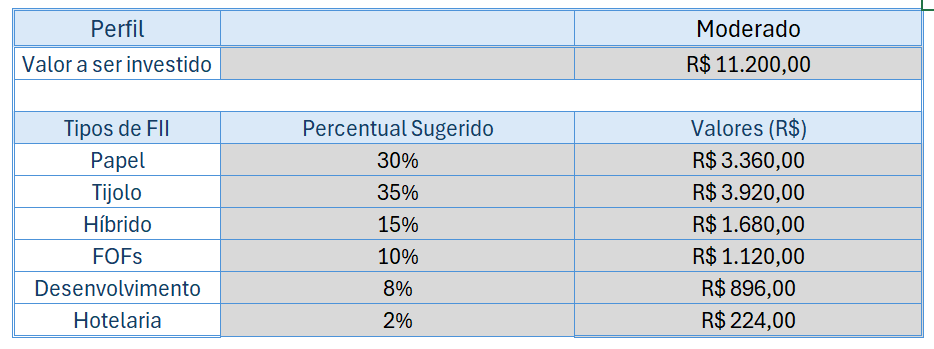 Perfil Moderado
Valor a ser investido R$ 11.200,00
Tipos de FII Percentual Sugerido Valores (R$)
Papel 30% R$ 3.360,00
Tijolo 35% R$ 3.920,00
Híbrido 15% R$ 1.680,00
FOFs 10% R$ 1.120,00
Desenvolvimento 8% R$ 896,00
Hotelaria 2% R$ 224,00